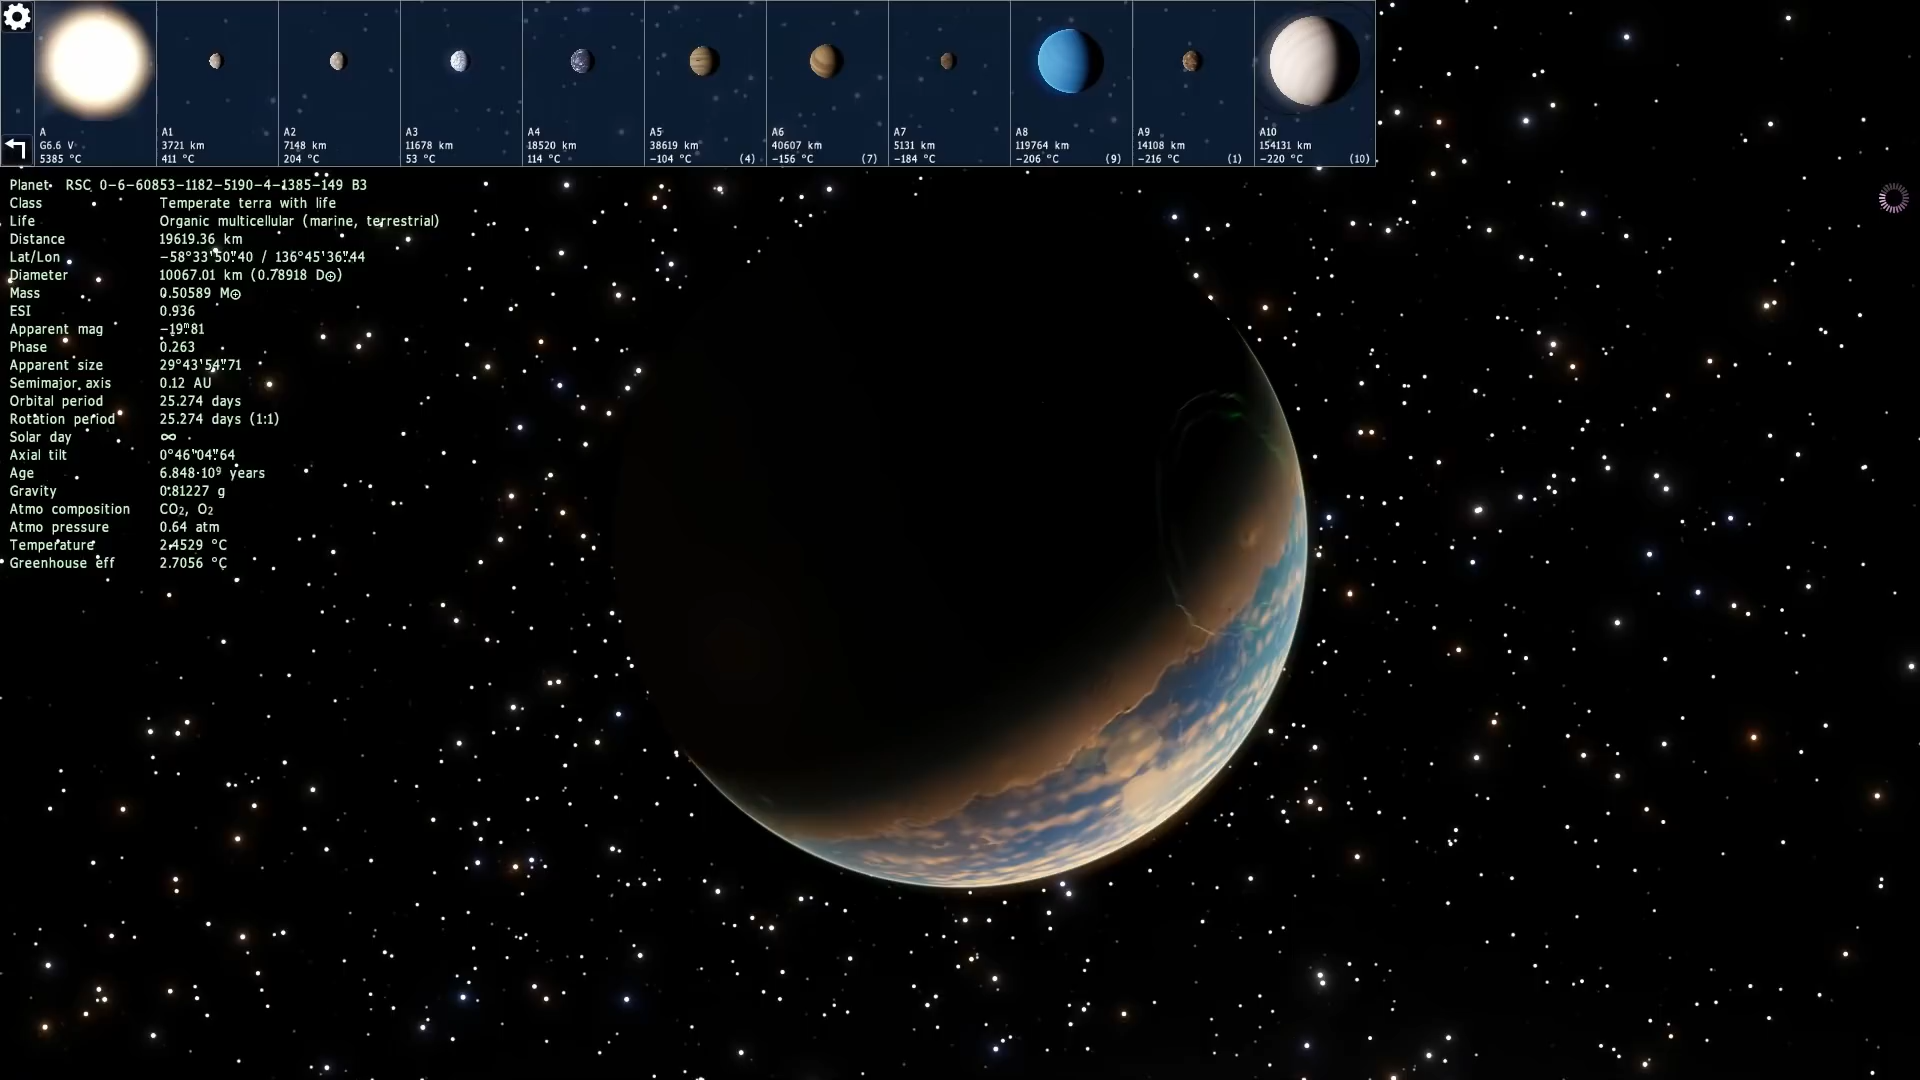 A
G6.6 V
5385 °C
A1
3721 km
411 °C
A2
7148 km
204 °C
A3
11678 km
53 °C
A4
18520 km
114 °C
A5
38619 km
-104 °C (4)
A6
40607 km
-156 °C (7)
A7
5131 km
-184 °C
A8
119764 km
-206 °C (9)
A9
14108 km
-216 °C (1)
A10
154131 km
-220 °C (10)
Planet RSC 0-6-60853-1182-5190-4-1385-149 B3
Class Temperate terra with life
Life Organic multicellular (marine, terrestrial)
Distance 19619.36 km
Lat/Lon -58°33'50".40 / 136°45'36".44
Diameter 10067.01 km (0.78918 D⊕)
Mass 0.50589 M⊕
ESI 0.936
Apparent mag -19ᵐ.81
Phase 0.263
Apparent size 29°43'54".71
Semimajor axis 0.12 AU
Orbital period 25.274 days
Rotation period 25.274 days (1:1)
Solar day ∞
Axial tilt 0°46'04".64
Age 6.848·10⁹ years
Gravity 0.81227 g
Atmo composition CO₂, O₂
Atmo pressure 0.64 atm
Temperature 2.4529 °C
Greenhouse eff 2.7056 °C